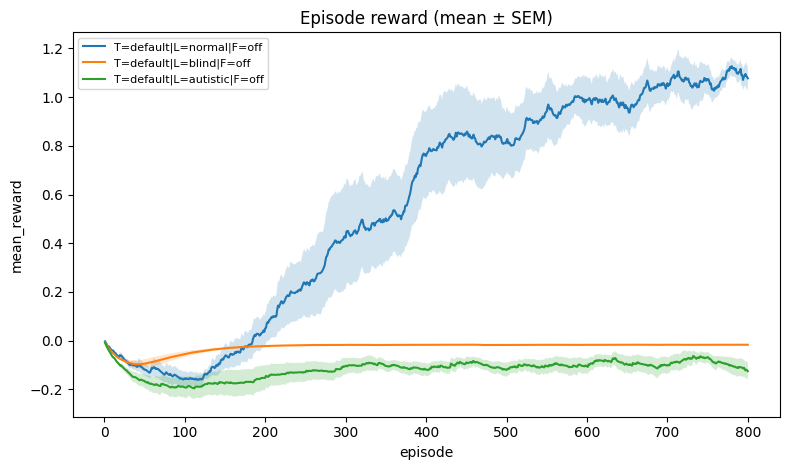 Episode reward (mean ± SEM)
T=default|L=normal|F=off
T=default|L=blind|F=off
T=default|L=autistic|F=off
mean_reward
1.2
1.0
0.8
0.6
0.4
0.2
0.0
−0.2
0 100 200 300 400 500 600 700 800
episode